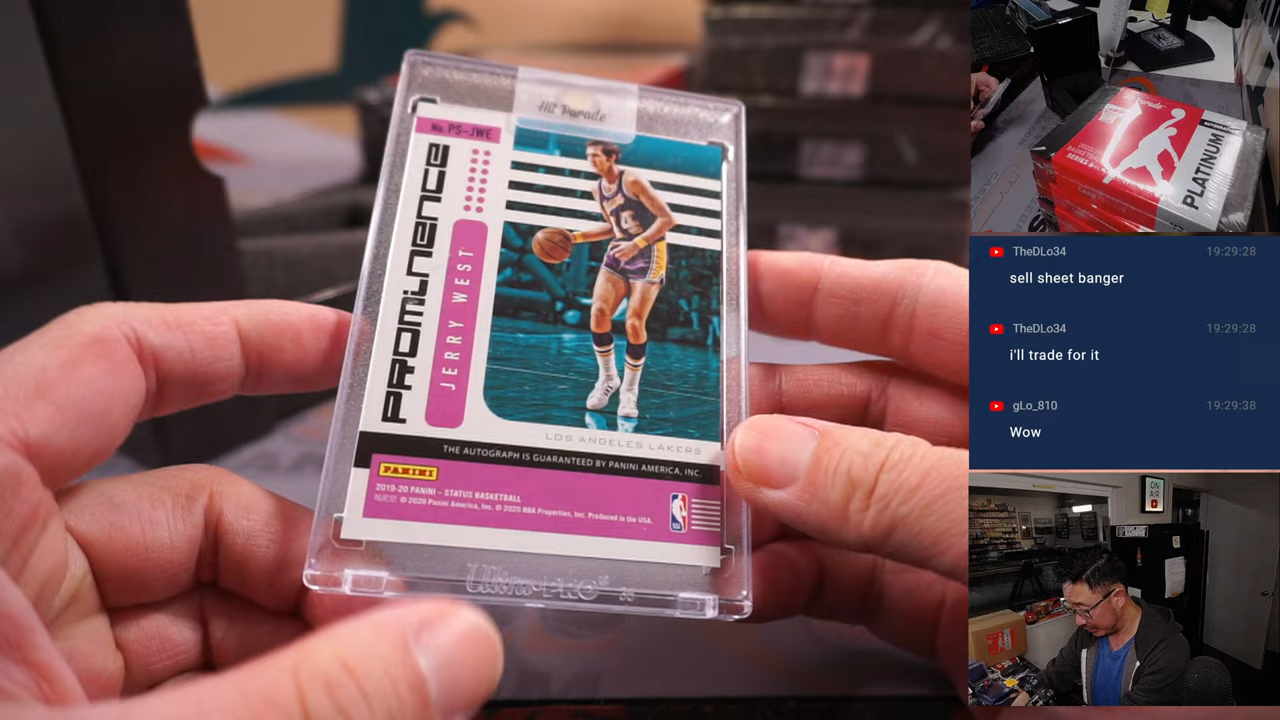 Hit Parade
No. PS-JWE
PROMINENCE
JERRY WEST
14
LOS ANGELES LAKERS
THE AUTOGRAPH IS GUARANTEED BY PANINI AMERICA, INC.
PANINI
2019-20 PANINI – STATUS BASKETBALL
© 2020 Panini America, Inc. © 2020 NBA Properties, Inc. Produced in the USA.
Ultra PRO
PLATINUM
TheDLo34
19:29:28
sell sheet banger
TheDLo34
19:29:28
i'll trade for it
gLo_810
19:29:38
Wow
ON
AIR